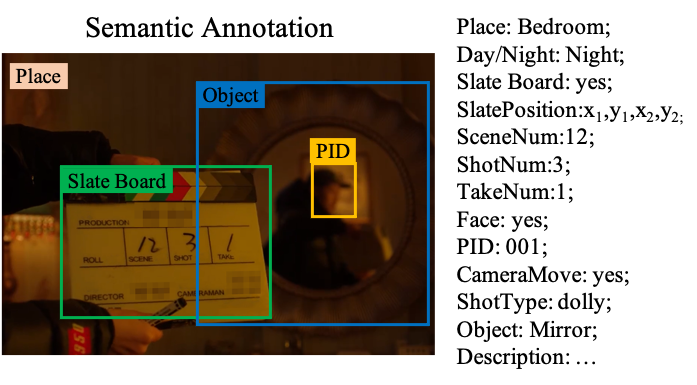 Semantic Annotation
Place
Object
PID
Slate Board
PRODUCTION
ROLL
12
SCENE
3
SHOT
1
TAKE
DIRECTOR
CAMERAMAN
Place: Bedroom;
Day/Night: Night;
Slate Board: yes;
SlatePosition:x₁,y₁,x₂,y₂;
SceneNum:12;
ShotNum:3;
TakeNum:1;
Face: yes;
PID: 001;
CameraMove: yes;
ShotType: dolly;
Object: Mirror;
Description: …